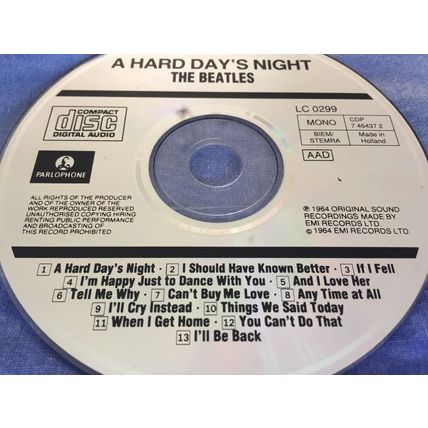 A HARD DAY'S NIGHT
THE BEATLES
COMPACT
disc
DIGITAL AUDIO
LC 0299
MONO
CDP
7 46437 2
BIEM/
STEMRA
Made in
Holland
AAD
PARLOPHONE
ALL RIGHTS OF THE PRODUCER
AND OF THE OWNER OF THE
WORK REPRODUCED RESERVED
UNAUTHORISED COPYING HIRING
RENTING PUBLIC PERFORMANCE
AND BROADCASTING OF
THIS RECORD PROHIBITED
℗ 1964 ORIGINAL SOUND
RECORDINGS MADE BY
EMI RECORDS LTD.
© 1964 EMI RECORDS LTD.
1 A Hard Day's Night · 2 I Should Have Known Better · 3 If I Fell
4 I'm Happy Just to Dance With You · 5 And I Love Her
6 Tell Me Why · 7 Can't Buy Me Love · 8 Any Time at All
9 I'll Cry Instead · 10 Things We Said Today
11 When I Get Home · 12 You Can't Do That
13 I'll Be Back